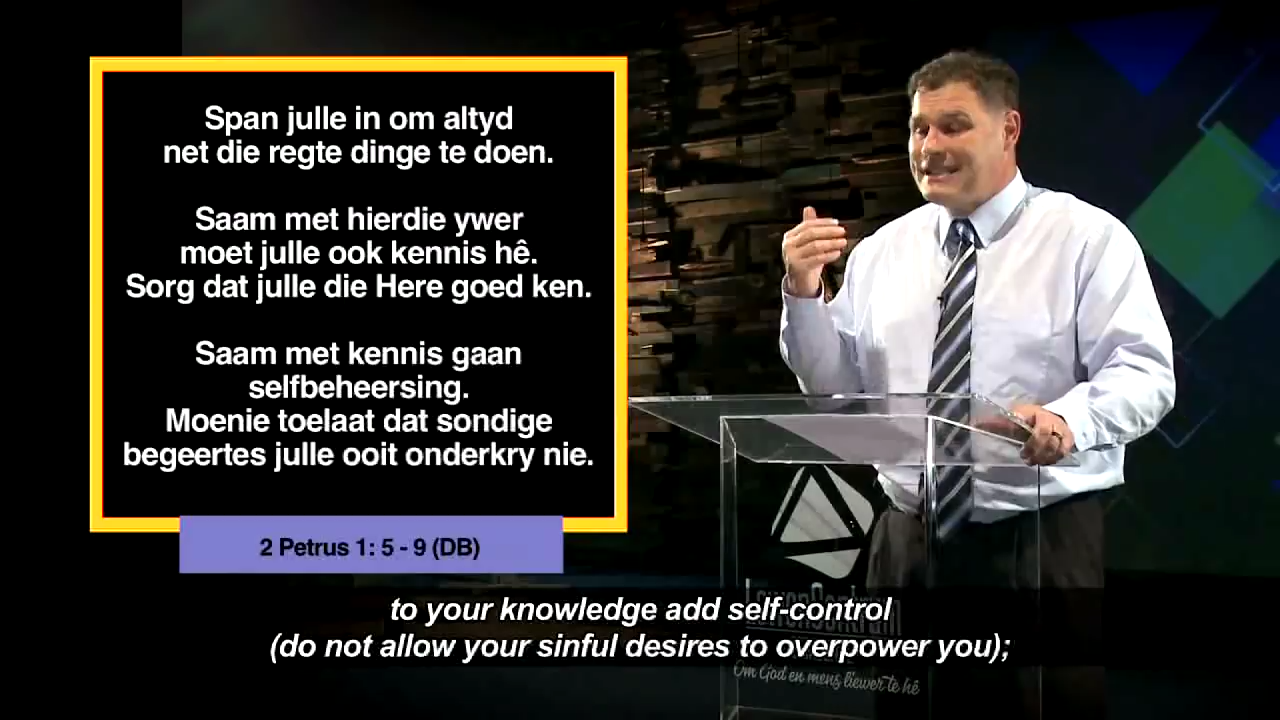 Span julle in om altyd
net die regte dinge te doen.
Saam met hierdie ywer
moet julle ook kennis hê.
Sorg dat julle die Here goed ken.
Saam met kennis gaan
selfbeheersing.
Moenie toelaat dat sondige
begeertes julle ooit onderkry nie.
2 Petrus 1: 5 - 9 (DB)
to your knowledge add self-control
(do not allow your sinful desires to overpower you);
LewenSentrum
Om God en mens liewer te hê